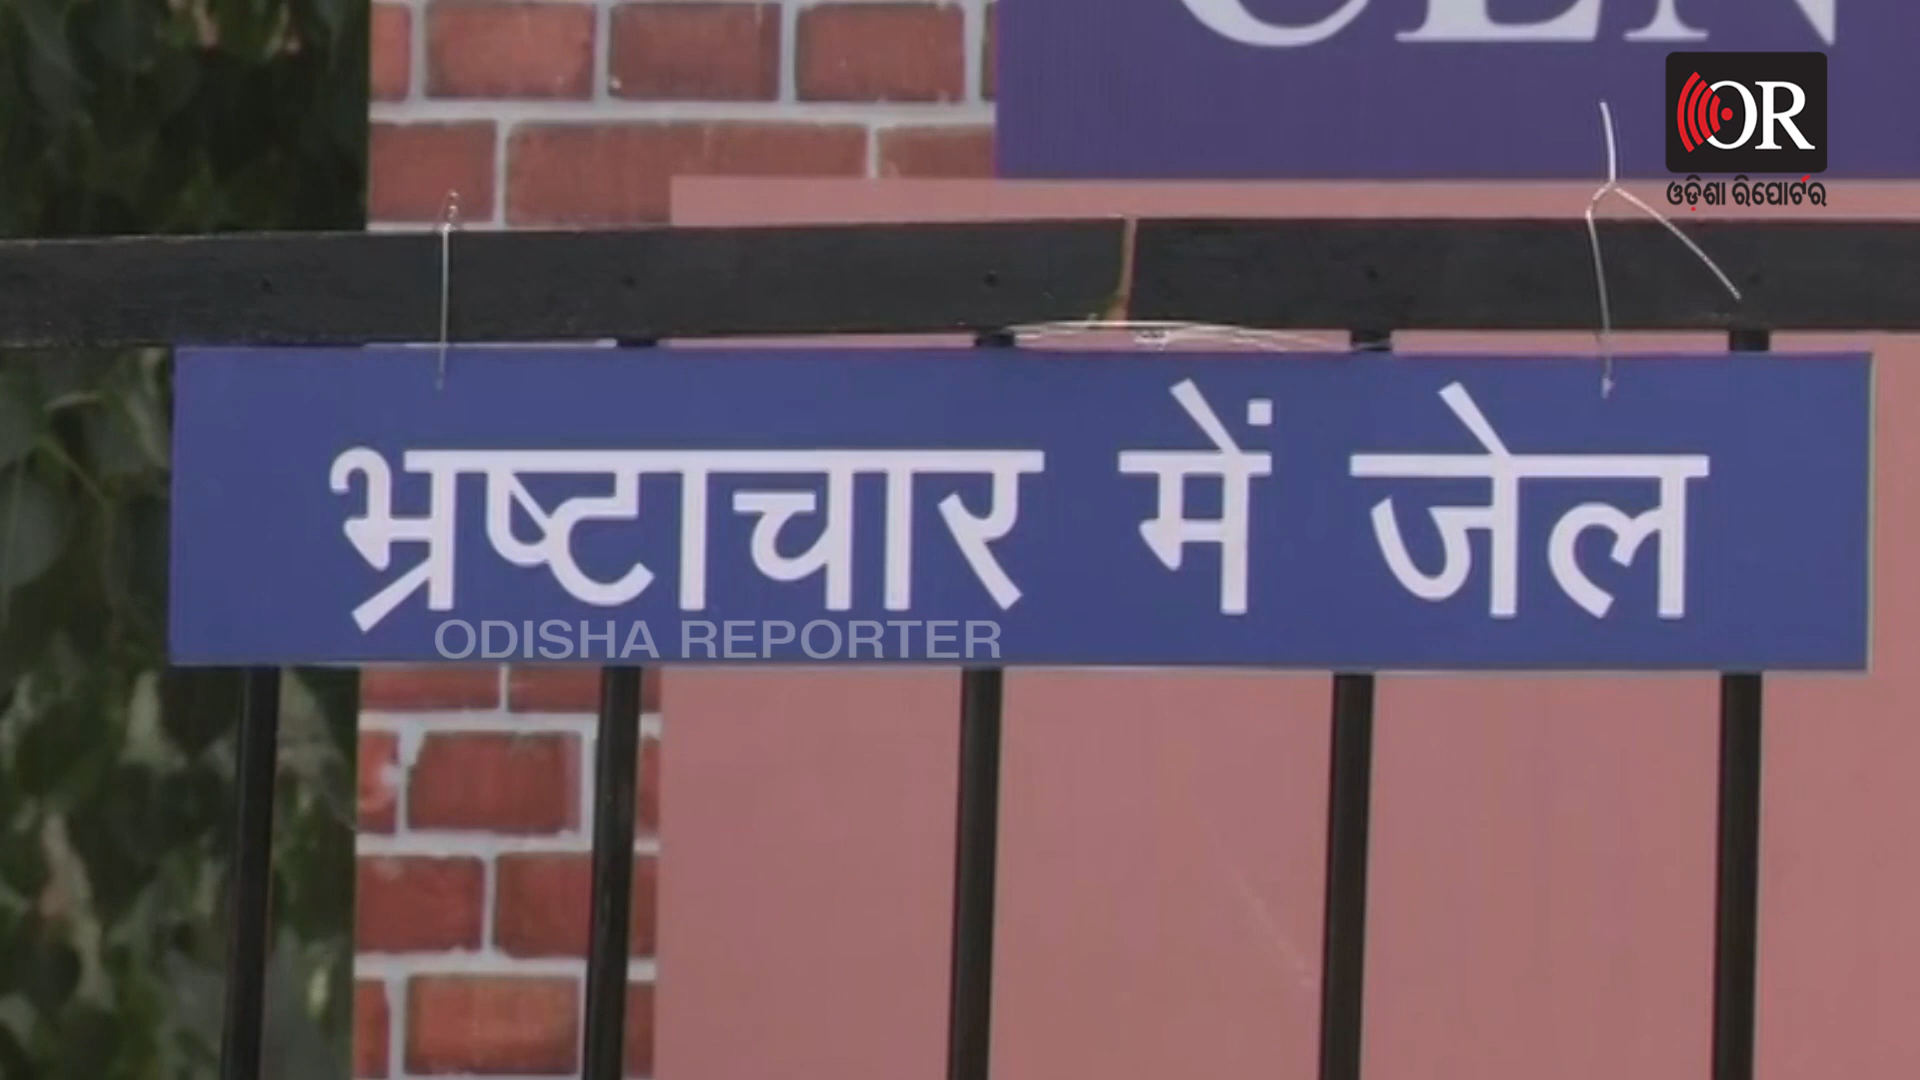 OR
ଓଡ଼ିଶା ରିପୋର୍ଟର
भ्रष्टाचार में जेल
ODISHA REPORTER